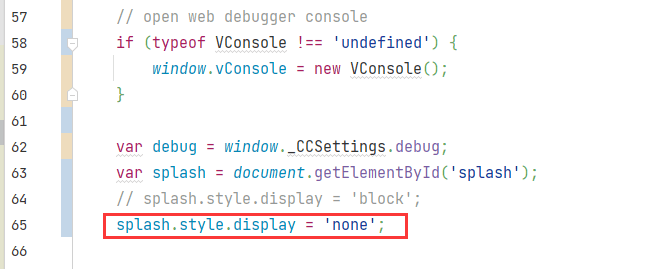 57 // open web debugger console
58 if (typeof VConsole !== 'undefined') {
59 window.vConsole = new VConsole();
60 }
61
62 var debug = window._CCSettings.debug;
63 var splash = document.getElementById('splash');
64 // splash.style.display = 'block';
65 splash.style.display = 'none';
66